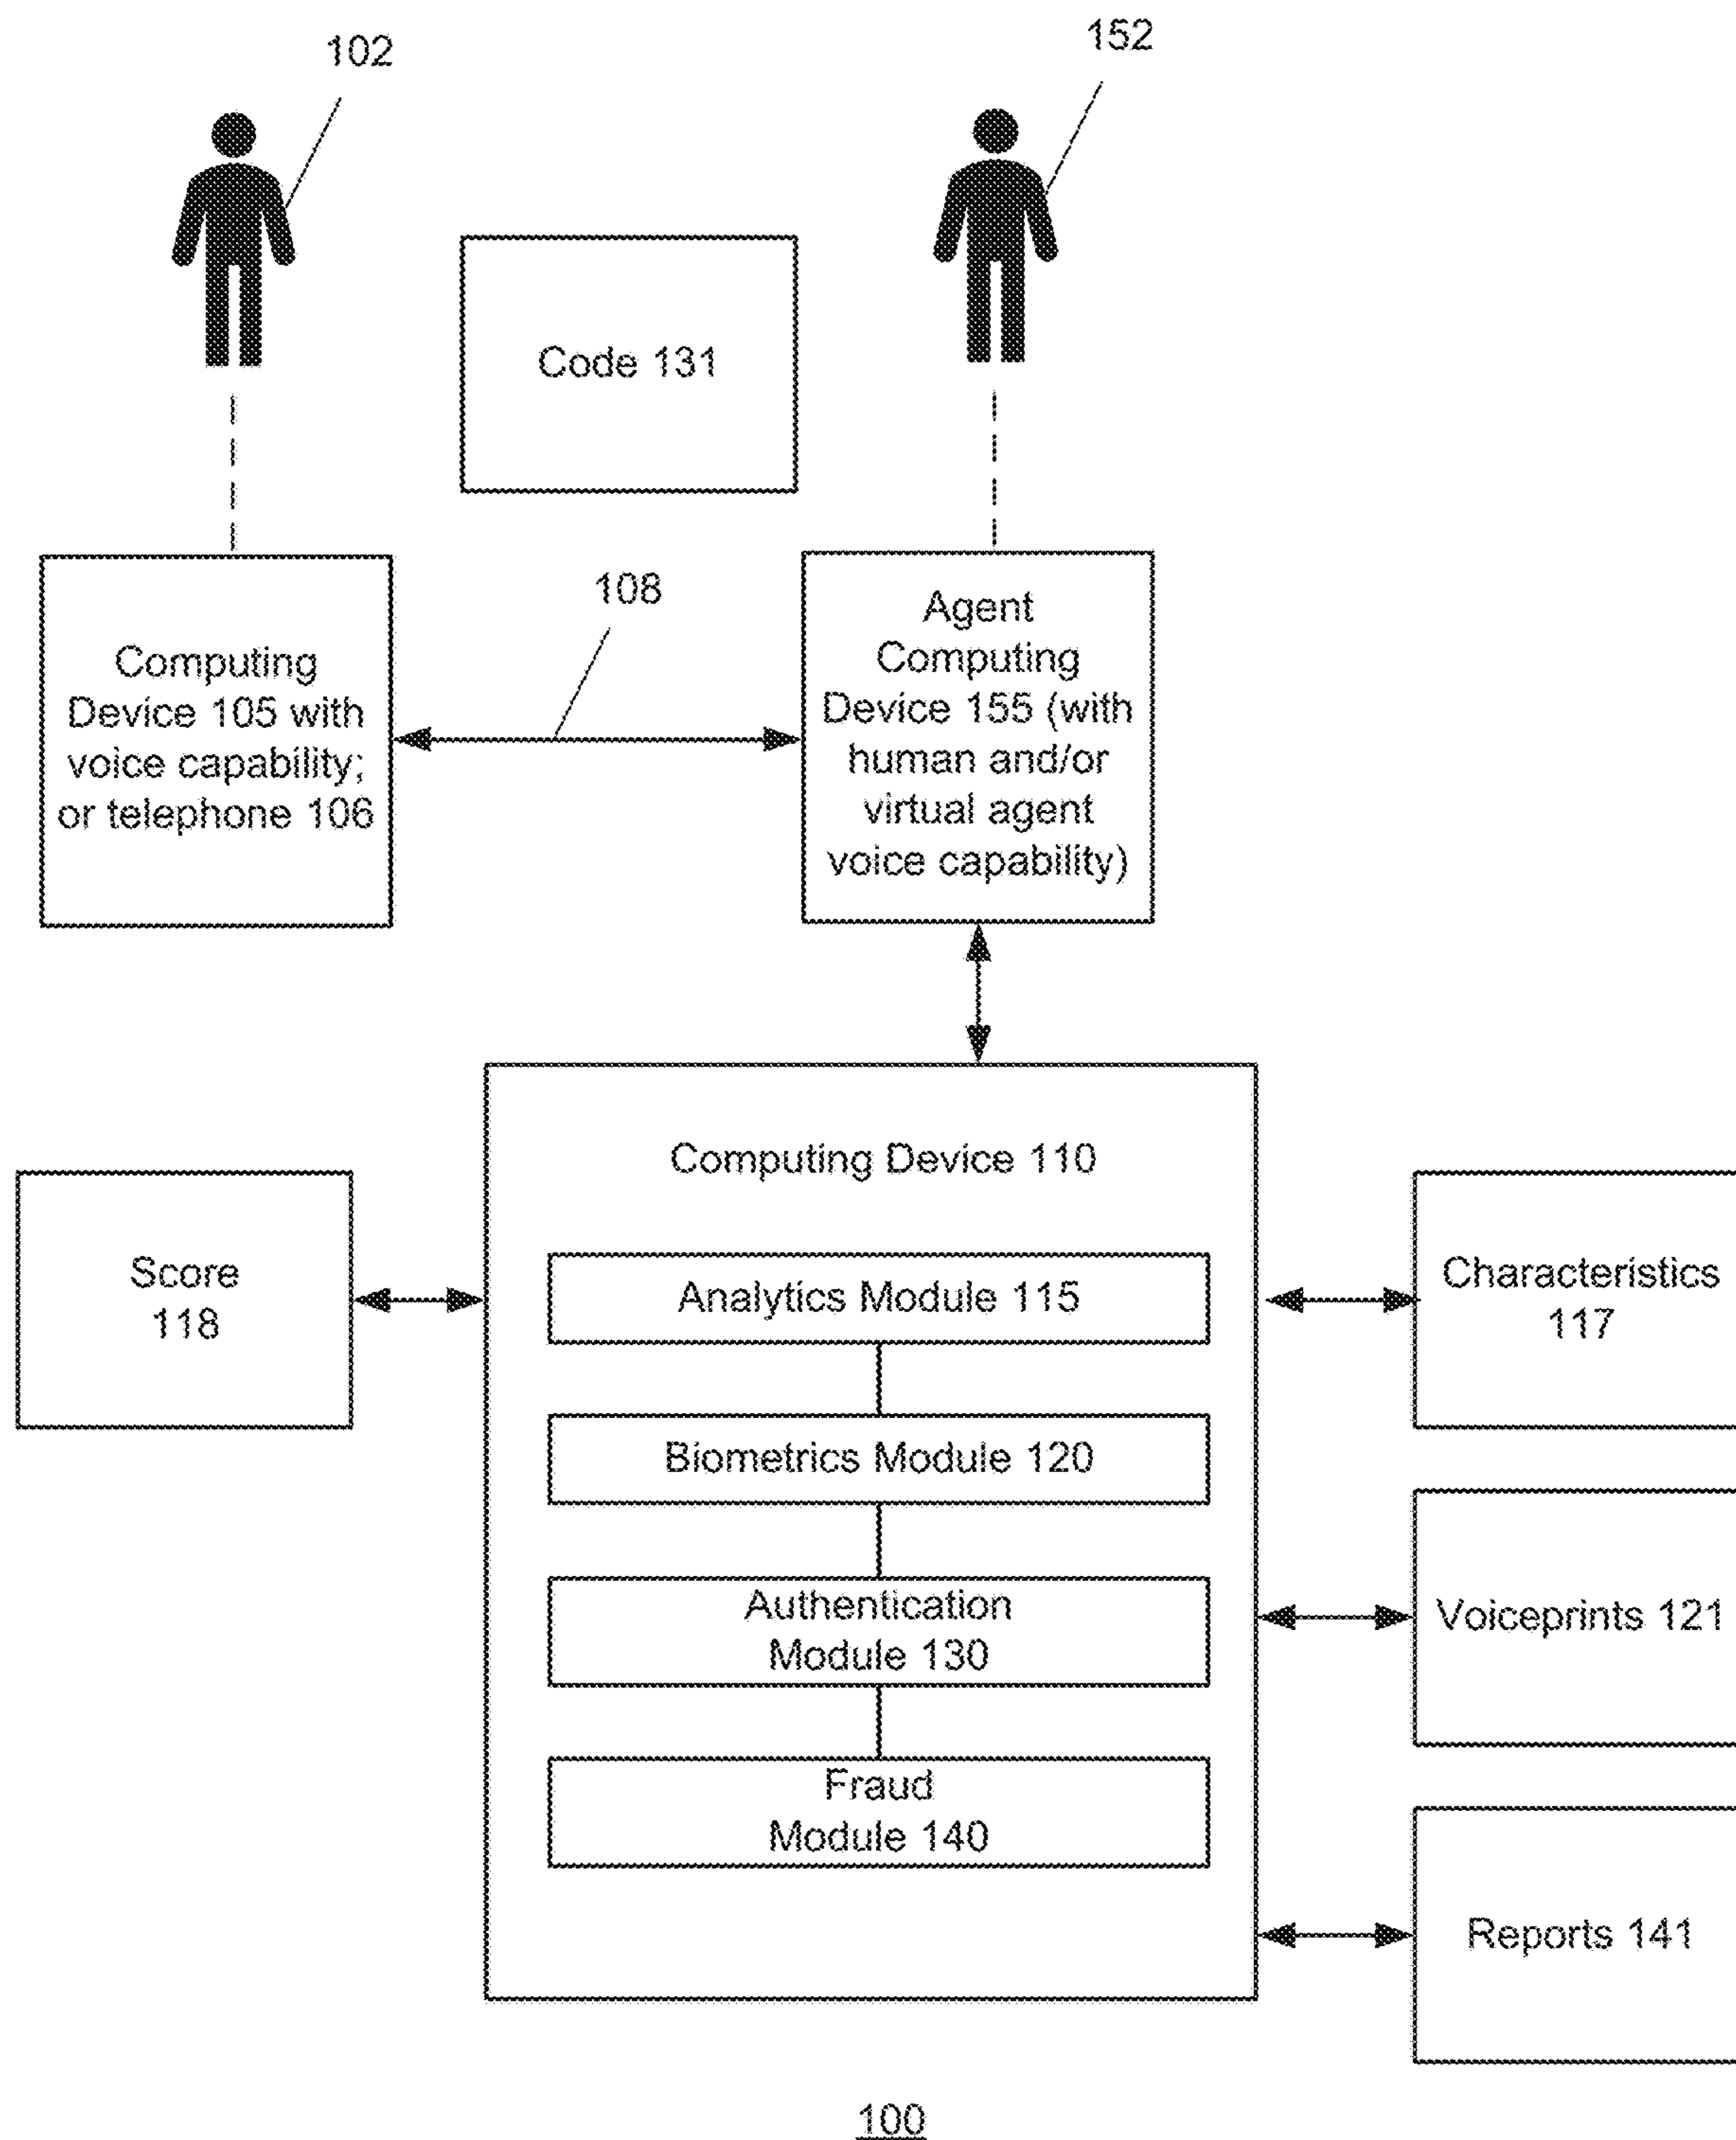 102
152
Code 131
108
Computing
Device 105 with
voice capability;
or telephone 106
Agent
Computing
Device 155 (with
human and/or
virtual agent
voice capability)
Computing Device 110
Score
118
Analytics Module 115
Biometrics Module 120
Authentication
Module 130
Fraud
Module 140
Characteristics
117
Voiceprints 121
Reports 141
100